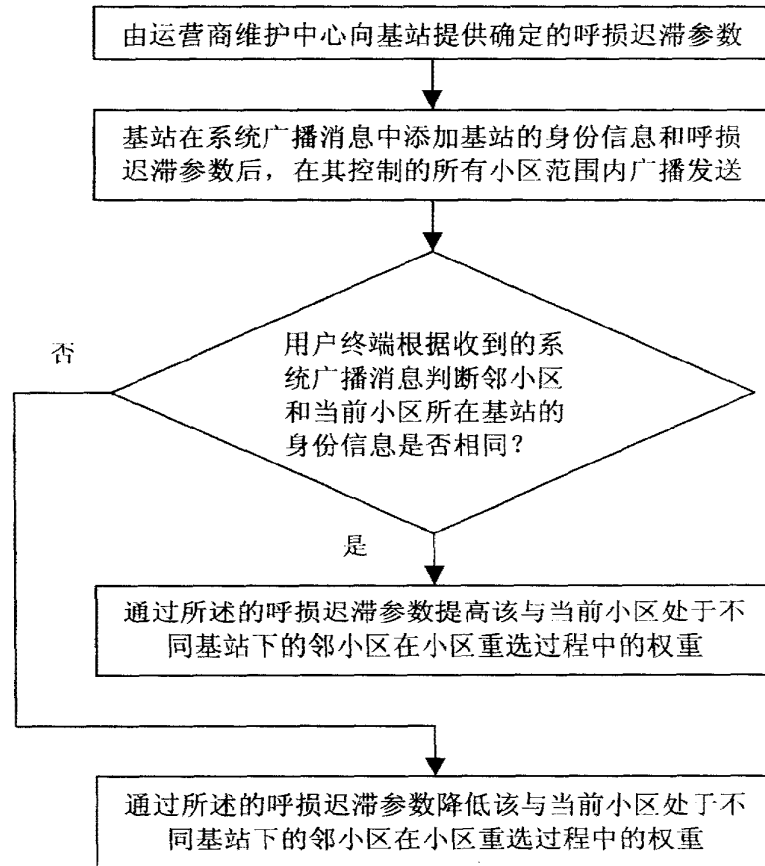 由运营商维护中心向基站提供确定的呼损迟滞参数
基站在系统广播消息中添加基站的身份信息和呼损
迟滞参数后，在其控制的所有小区范围内广播发送
用户终端根据收到的系
统广播消息判断邻小区
和当前小区所在基站的
身份信息是否相同？
否
是
通过所述的呼损迟滞参数提高该与当前小区处于不
同基站下的邻小区在小区重选过程中的权重
通过所述的呼损迟滞参数降低该与当前小区处于不
同基站下的邻小区在小区重选过程中的权重